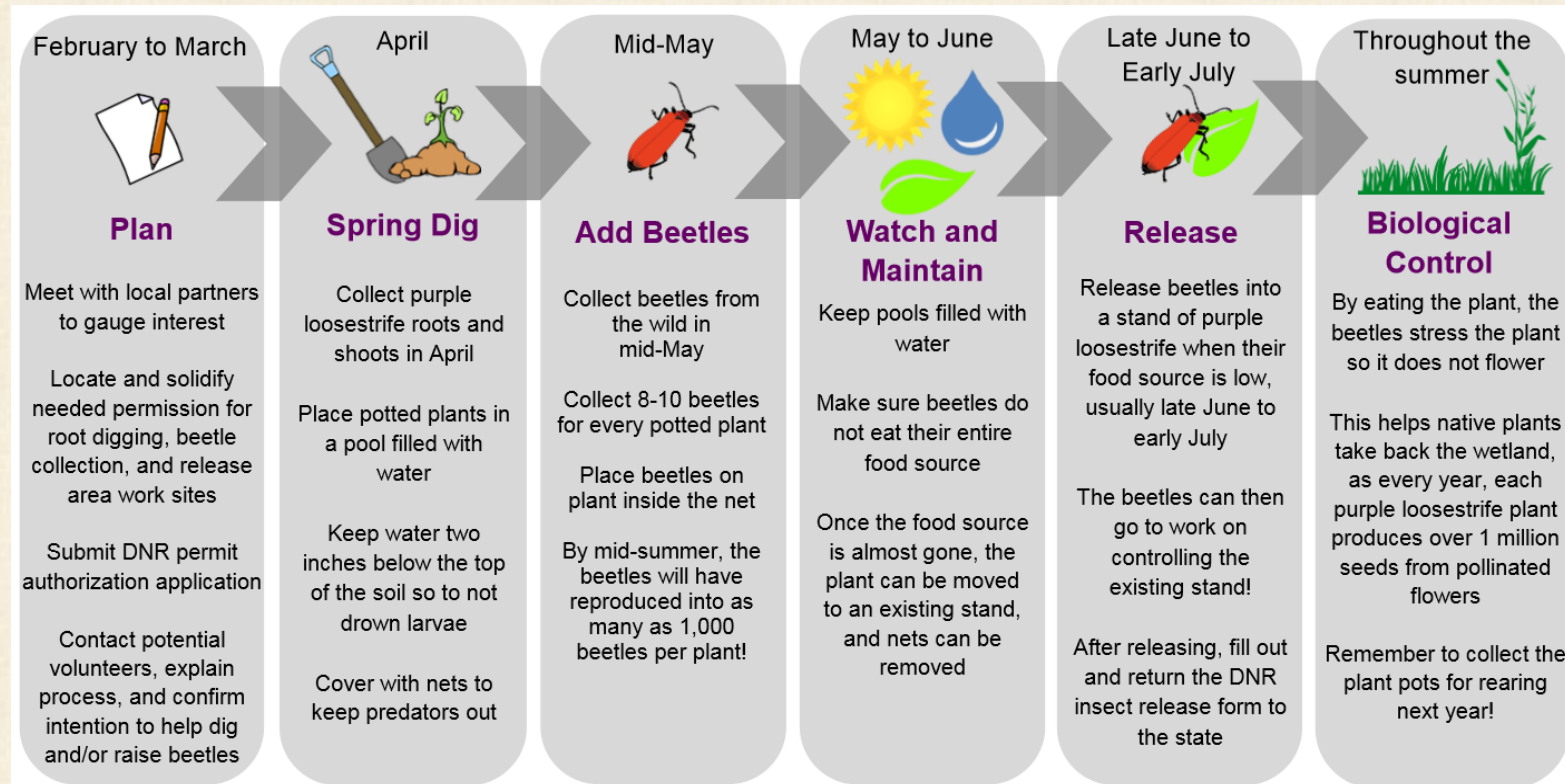 February to March
Plan
Meet with local partners
to gauge interest
Locate and solidify
needed permission for
root digging, beetle
collection, and release
area work sites
Submit DNR permit
authorization application
Contact potential
volunteers, explain
process, and confirm
intention to help dig
and/or raise beetles
April
Spring Dig
Collect purple
loosestrife roots and
shoots in April
Place potted plants in
a pool filled with
water
Keep water two
inches below the top
of the soil so to not
drown larvae
Cover with nets to
keep predators out
Mid-May
Add Beetles
Collect beetles from
the wild in
mid-May
Collect 8-10 beetles
for every potted plant
Place beetles on
plant inside the net
By mid-summer, the
beetles will have
reproduced into as
many as 1,000
beetles per plant!
May to June
Watch and
Maintain
Keep pools filled with
water
Make sure beetles do
not eat their entire
food source
Once the food source
is almost gone, the
plant can be moved
to an existing stand,
and nets can be
removed
Late June to
Early July
Release
Release beetles into
a stand of purple
loosestrife when their
food source is low,
usually late June to
early July
The beetles can then
go to work on
controlling the
existing stand!
After releasing, fill out
and return the DNR
insect release form to
the state
Throughout the
summer
Biological
Control
By eating the plant, the
beetles stress the plant
so it does not flower
This helps native plants
take back the wetland,
as every year, each
purple loosestrife plant
produces over 1 million
seeds from pollinated
flowers
Remember to collect the
plant pots for rearing
next year!